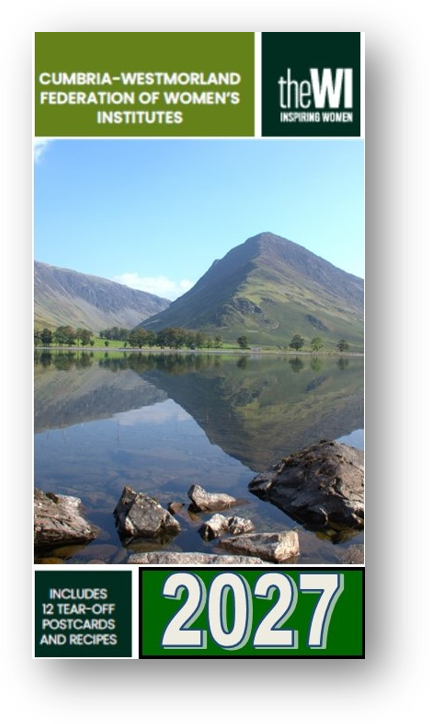 CUMBRIA-WESTMORLAND
FEDERATION OF WOMEN'S
INSTITUTES
theWI
INSPIRING WOMEN
INCLUDES
12 TEAR-OFF
POSTCARDS
AND RECIPES
2027